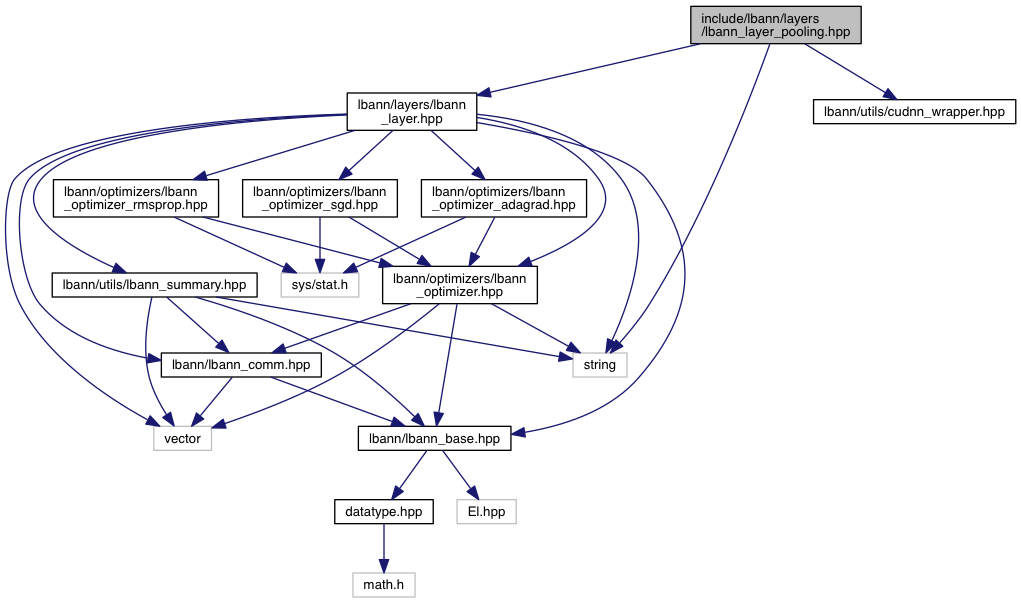 include/lbann/layers
/lbann_layer_pooling.hpp
lbann/layers/lbann
_layer.hpp
lbann/utils/cudnn_wrapper.hpp
lbann/optimizers/lbann
_optimizer_rmsprop.hpp
lbann/optimizers/lbann
_optimizer_sgd.hpp
lbann/optimizers/lbann
_optimizer_adagrad.hpp
lbann/utils/lbann_summary.hpp
sys/stat.h
lbann/optimizers/lbann
_optimizer.hpp
lbann/lbann_comm.hpp
string
vector
lbann/lbann_base.hpp
datatype.hpp
El.hpp
math.h